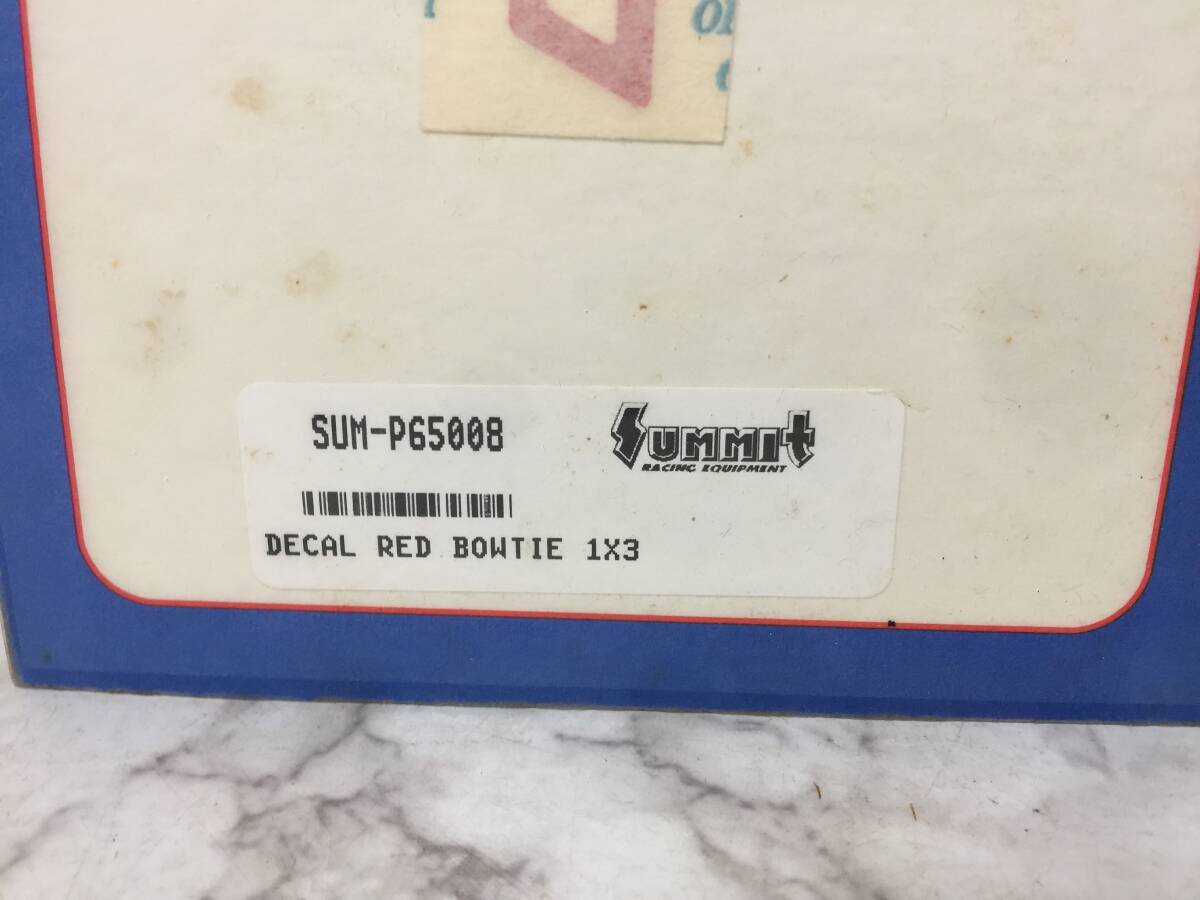 SUM-P65008
Summit
RACING EQUIPMENT
DECAL RED BOWTIE 1X3